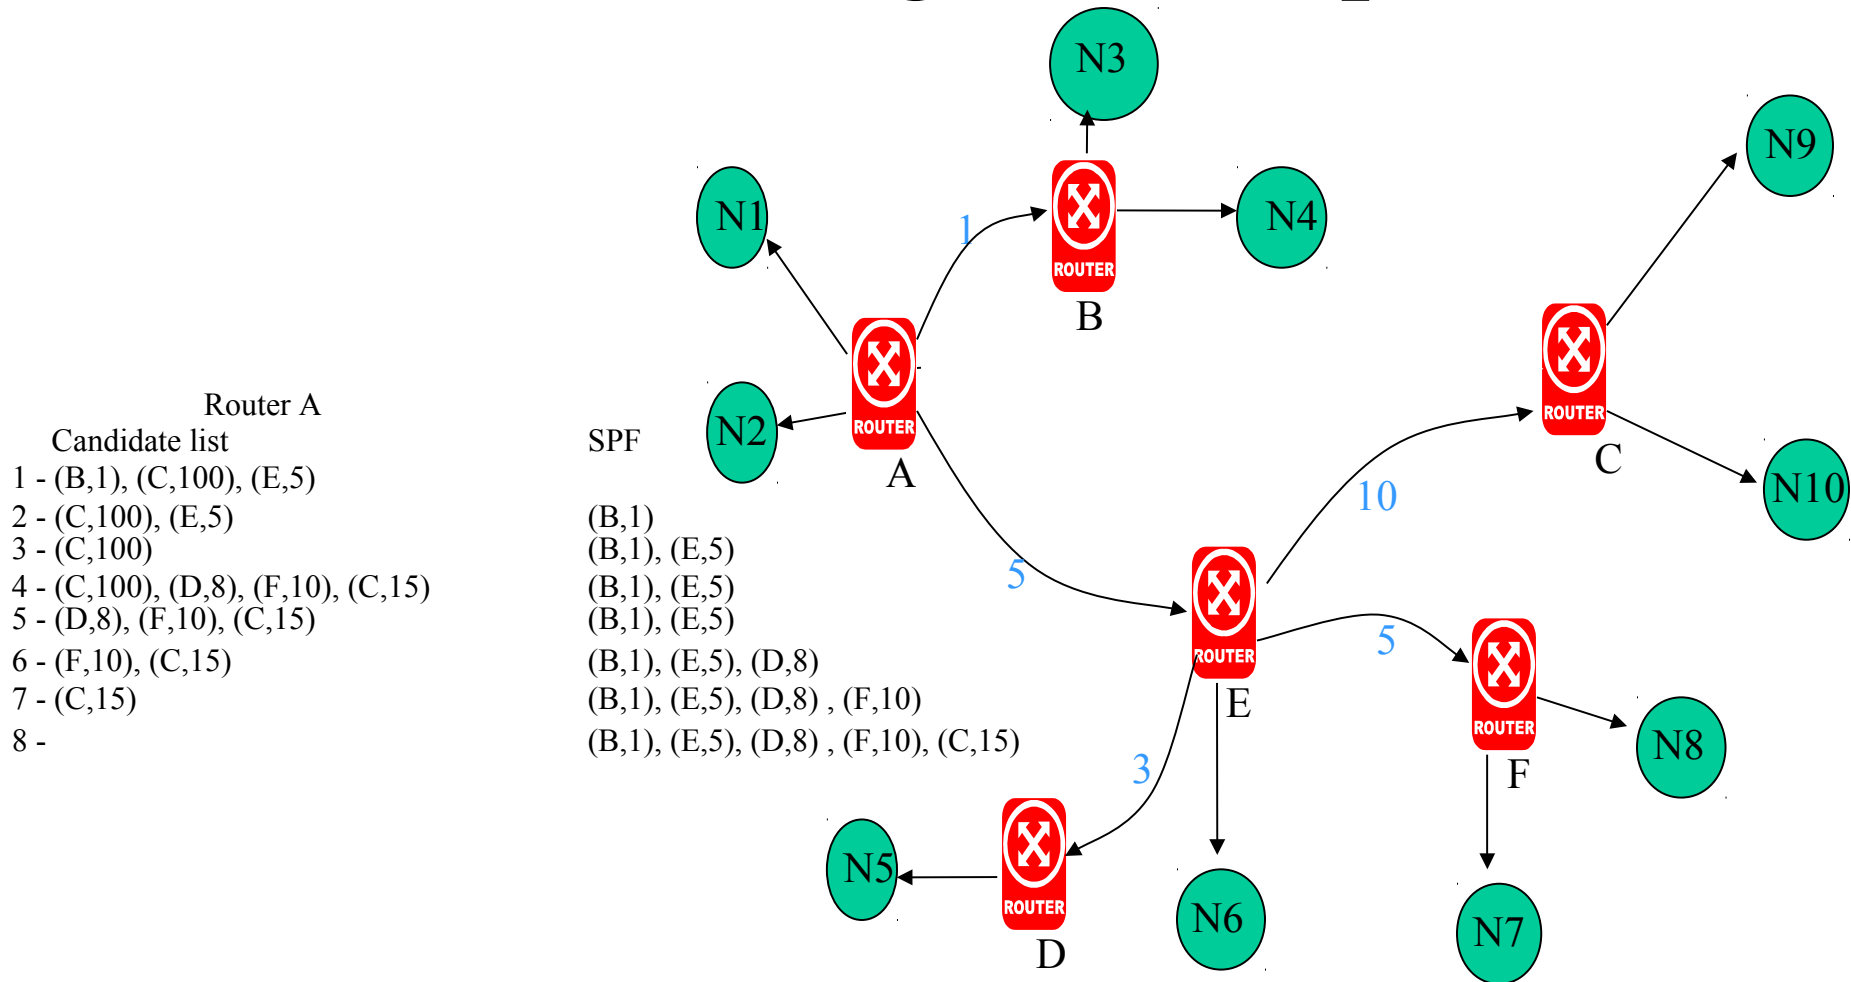 Router A
Candidate list SPF
1 - (B,1), (C,100), (E,5)
2 - (C,100), (E,5) (B,1)
3 - (C,100) (B,1), (E,5)
4 - (C,100), (D,8), (F,10), (C,15) (B,1), (E,5)
5 - (D,8), (F,10), (C,15) (B,1), (E,5)
6 - (F,10), (C,15) (B,1), (E,5), (D,8)
7 - (C,15) (B,1), (E,5), (D,8) , (F,10)
8 - (B,1), (E,5), (D,8) , (F,10), (C,15)
N3
N9
N1
1
ROUTER
B
N4
N2
ROUTER
A
ROUTER
C
10
N10
5
ROUTER
E
5
ROUTER
F
N8
3
N5
ROUTER
D
N6
N7